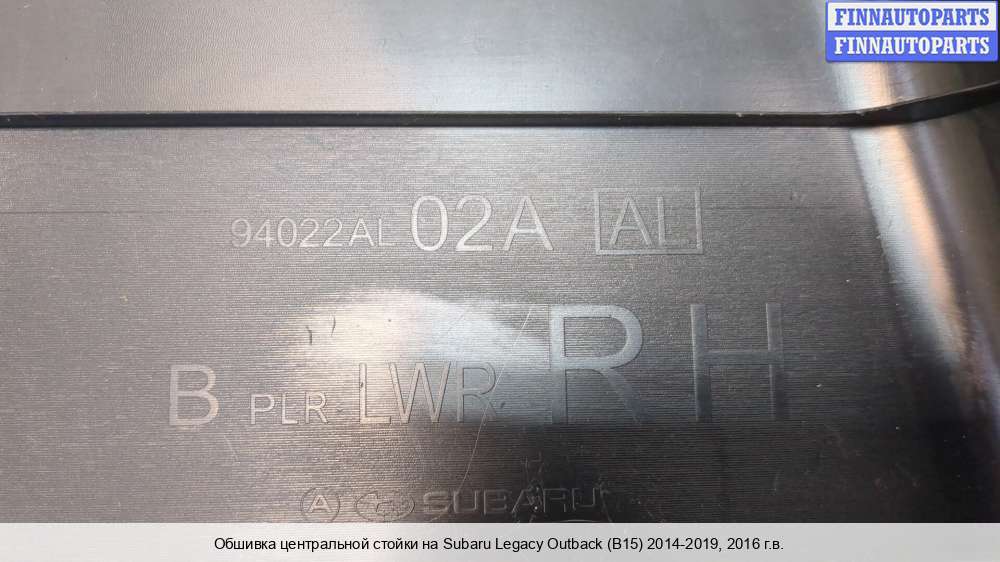 FINNAUTOPARTS
FINNAUTOPARTS
94022AL 02A AL
B PLR LWR RH
A SUBARU
Обшивка центральной стойки на Subaru Legacy Outback (B15) 2014-2019, 2016 г.в.